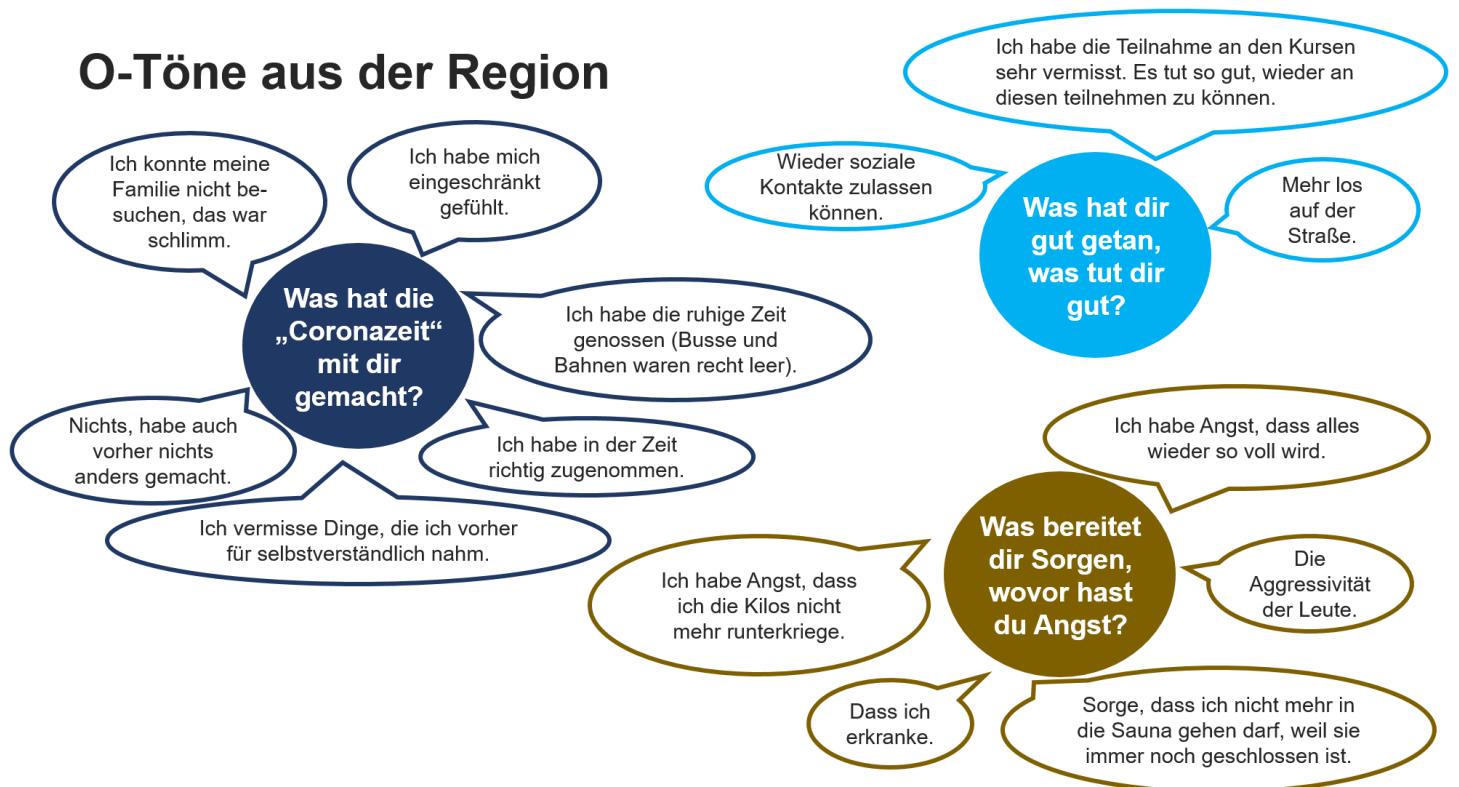 O-Töne aus der Region
Ich konnte meine
Familie nicht be-
suchen, das war
schlimm.
Ich habe mich
eingeschränkt
gefühlt.
Was hat die
„Coronazeit“
mit dir
gemacht?
Ich habe die ruhige Zeit
genossen (Busse und
Bahnen waren recht leer).
Nichts, habe auch
vorher nichts
anders gemacht.
Ich habe in der Zeit
richtig zugenommen.
Ich vermisse Dinge, die ich vorher
für selbstverständlich nahm.
Ich habe die Teilnahme an den Kursen
sehr vermisst. Es tut so gut, wieder an
diesen teilnehmen zu können.
Wieder soziale
Kontakte zulassen
können.
Was hat dir
gut getan,
was tut dir
gut?
Mehr los
auf der
Straße.
Ich habe Angst, dass alles
wieder so voll wird.
Was bereitet
dir Sorgen,
wovor hast
du Angst?
Ich habe Angst, dass
ich die Kilos nicht
mehr runterkriege.
Die
Aggressivität
der Leute.
Dass ich
erkranke.
Sorge, dass ich nicht mehr in
die Sauna gehen darf, weil sie
immer noch geschlossen ist.